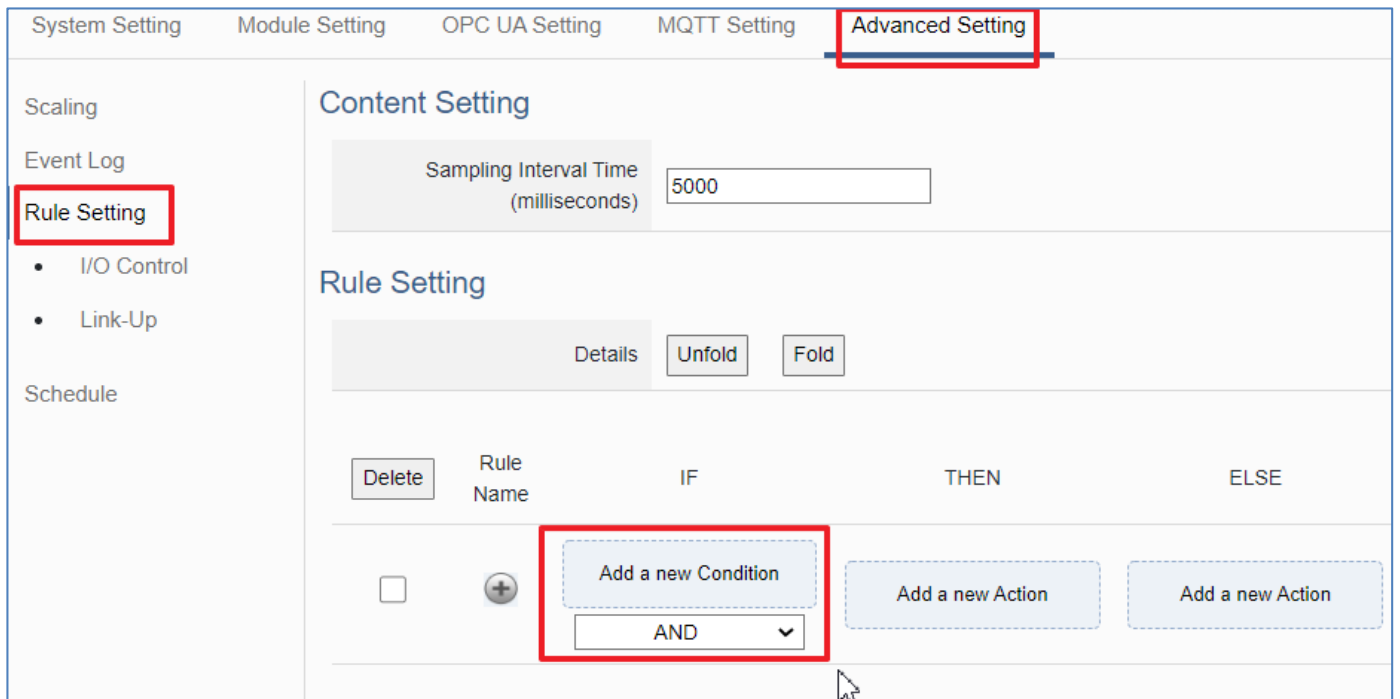 System Setting Module Setting OPC UA Setting MQTT Setting Advanced Setting
Scaling
Event Log
Rule Setting
I/O Control
Link-Up
Schedule
Content Setting
Sampling Interval Time
(milliseconds)
5000
Rule Setting
Details Unfold Fold
Delete Rule Name IF THEN ELSE
Add a new Condition
AND
Add a new Action
Add a new Action